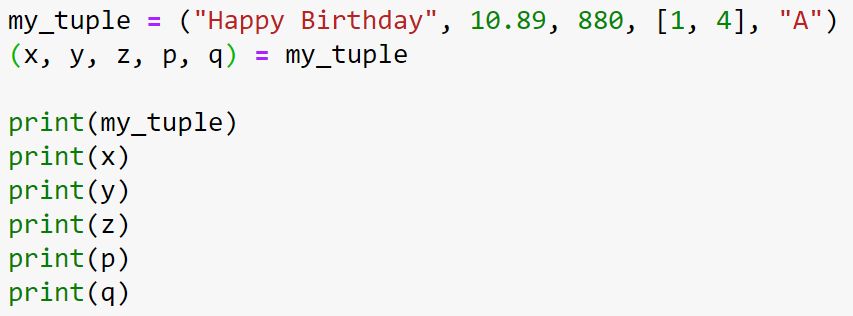 my_tuple = ("Happy Birthday", 10.89, 880, [1, 4], "A")
(x, y, z, p, q) = my_tuple
print(my_tuple)
print(x)
print(y)
print(z)
print(p)
print(q)